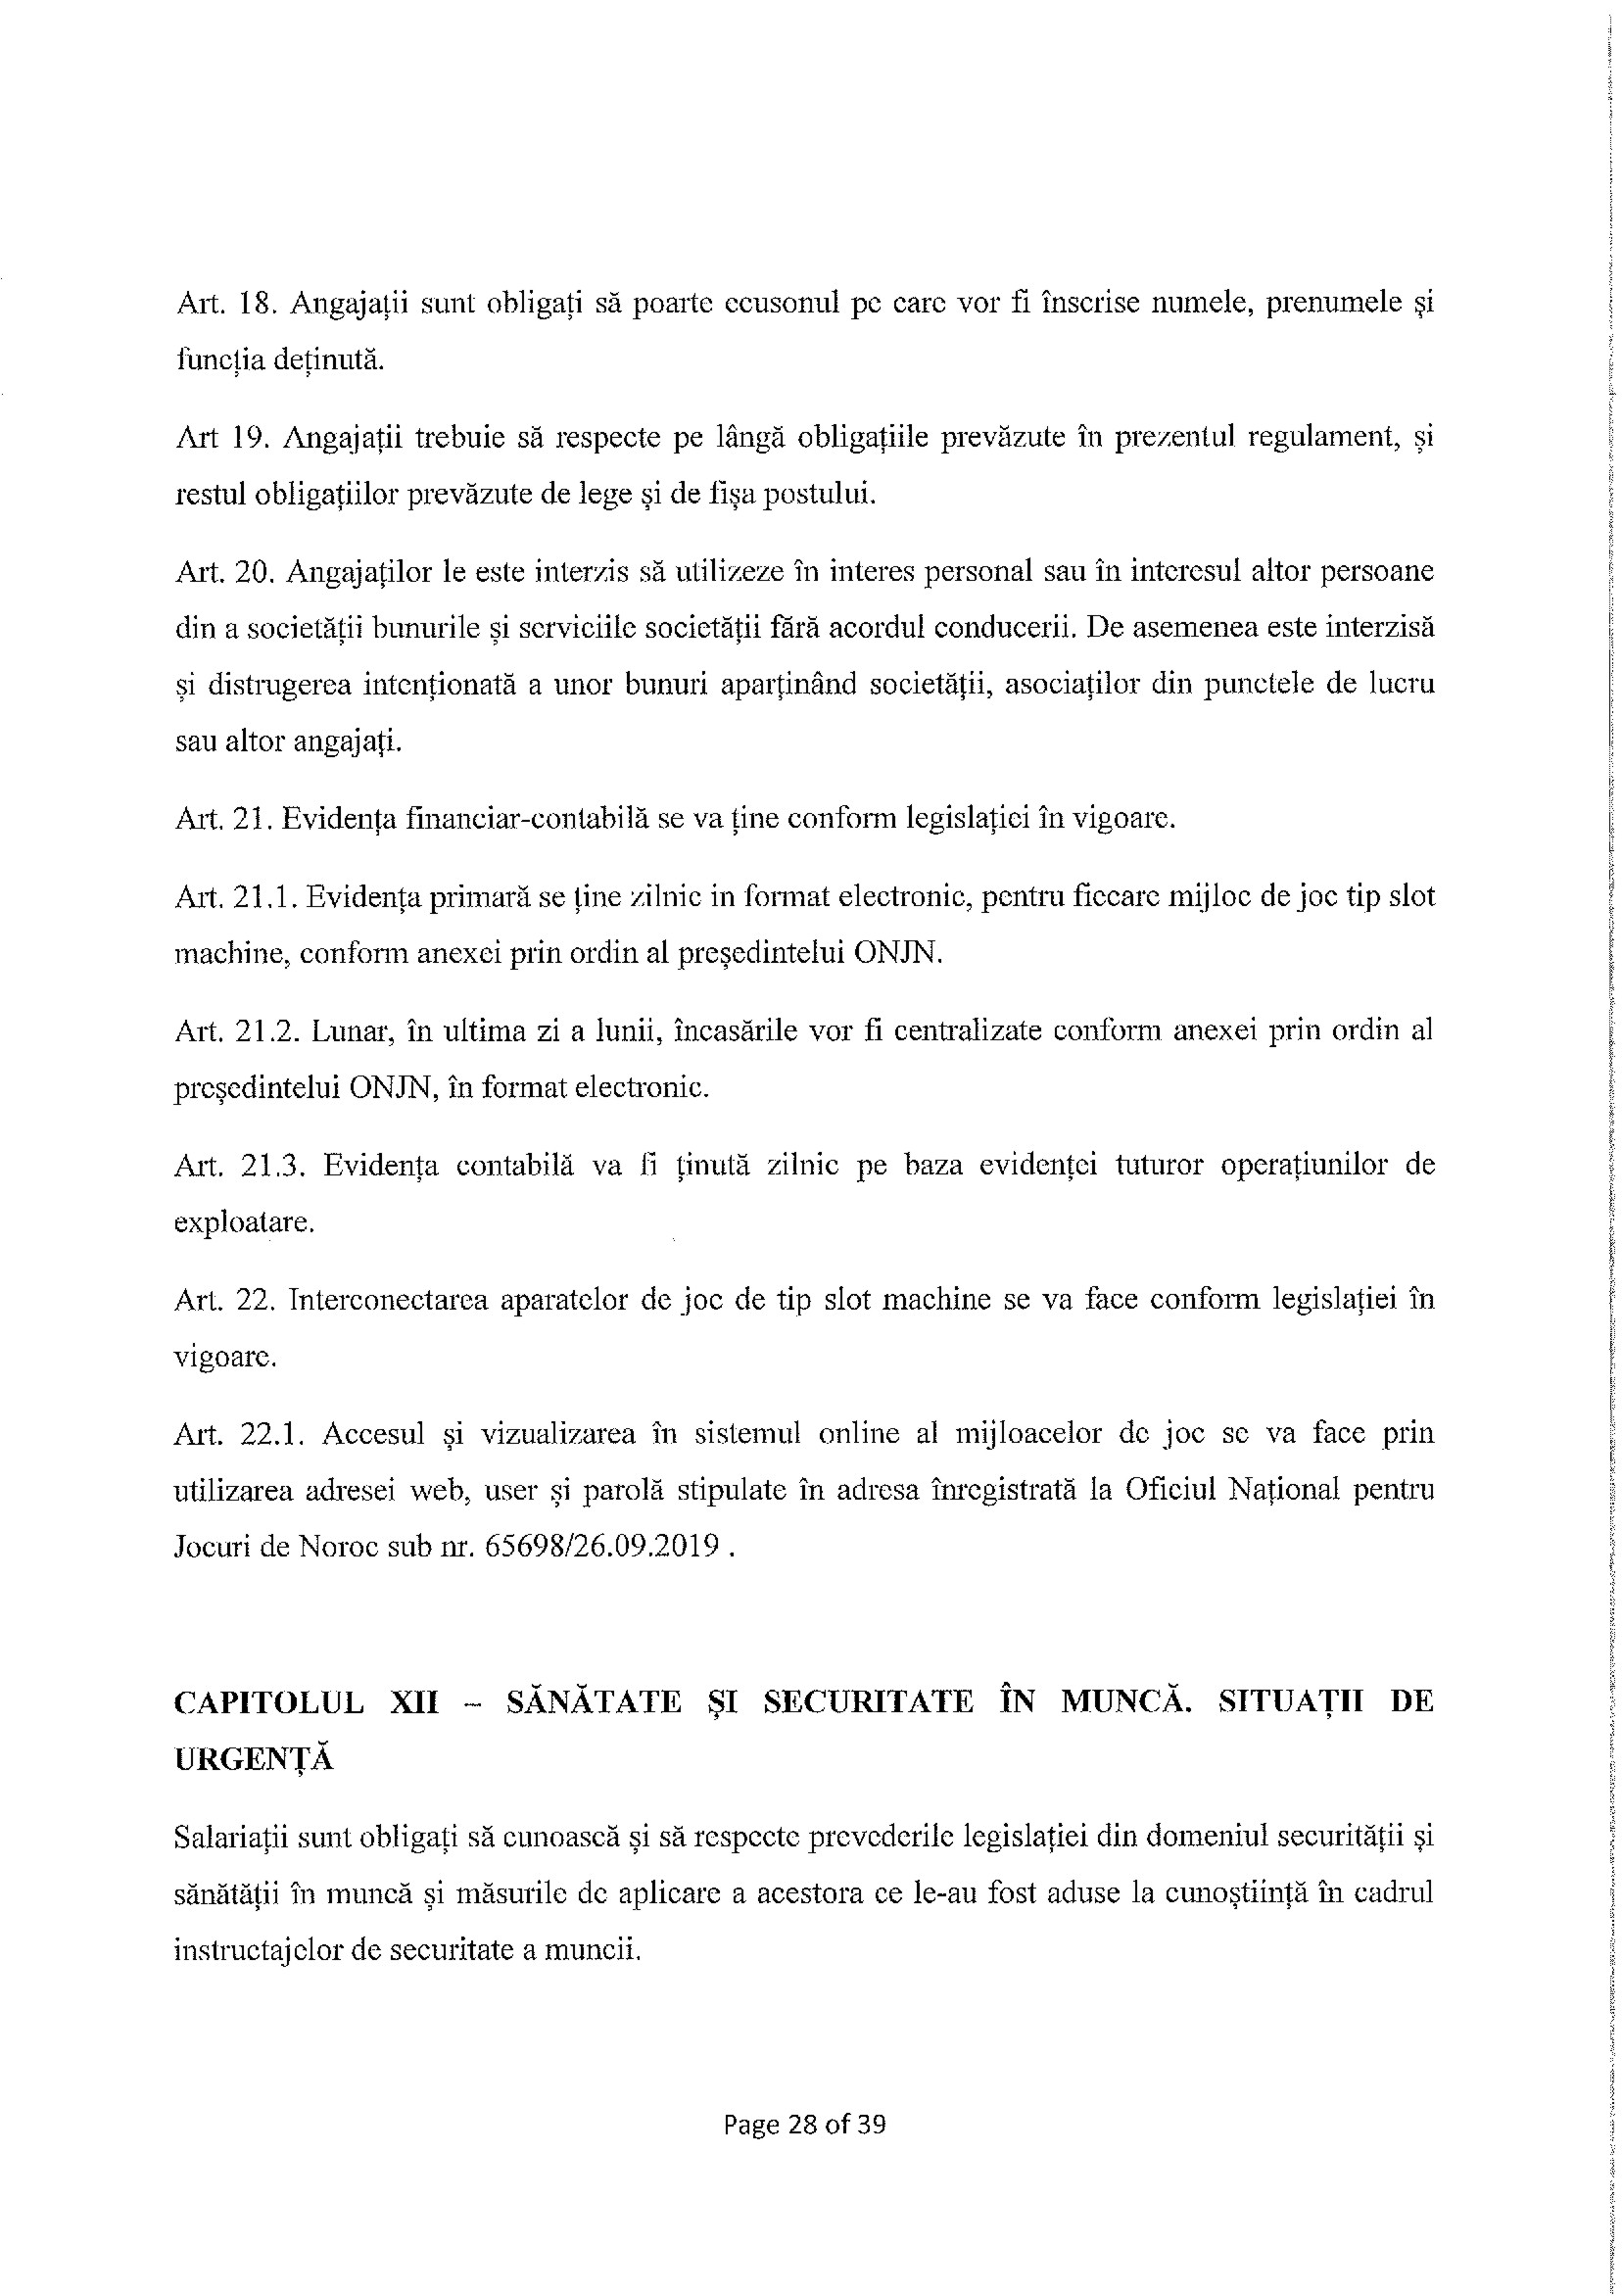 Art. 18. Angajații sunt obligați să poarte ecusonul pe care vor fi înscrise numele, prenumele și
funcția deținută.
Art 19. Angajații trebuie să respecte pe lângă obligațiile prevăzute în prezentul regulament, și
restul obligațiilor prevăzute de lege și de fișa postului.
Art. 20. Angajaților le este interzis să utilizeze în interes personal sau în interesul altor persoane
din a societății bunurile și serviciile societății fără acordul conducerii. De asemenea este interzisă
și distrugerea intenționată a unor bunuri aparținând societății, asociaților din punctele de lucru
sau altor angajați.
Art. 21. Evidența financiar-contabilă se va ține conform legislației în vigoare.
Art. 21.1. Evidența primară se ține zilnic in format electronic, pentru fiecare mijloc de joc tip slot
machine, conform anexei prin ordin al președintelui ONJN.
Art. 21.2. Lunar, în ultima zi a lunii, încasările vor fi centralizate conform anexei prin ordin al
președintelui ONJN, în format electronic.
Art. 21.3. Evidența contabilă va fi ținută zilnic pe baza evidenței tuturor operațiunilor de
exploatare.
Art. 22. Interconectarea aparatelor de joc de tip slot machine se va face conform legislației în
vigoare.
Art. 22.1. Accesul și vizualizarea în sistemul online al mijloacelor de joc se va face prin
utilizarea adresei web, user și parolă stipulate în adresa înregistrată la Oficiul Național pentru
Jocuri de Noroc sub nr. 65698/26.09.2019 .
CAPITOLUL XII – SĂNĂTATE ȘI SECURITATE ÎN MUNCĂ. SITUAȚII DE
URGENȚĂ
Salariații sunt obligați să cunoască și să respecte prevederile legislației din domeniul securității și
sănătății în muncă și măsurile de aplicare a acestora ce le-au fost aduse la cunoștiință în cadrul
instructajelor de securitate a muncii.
Page 28 of 39